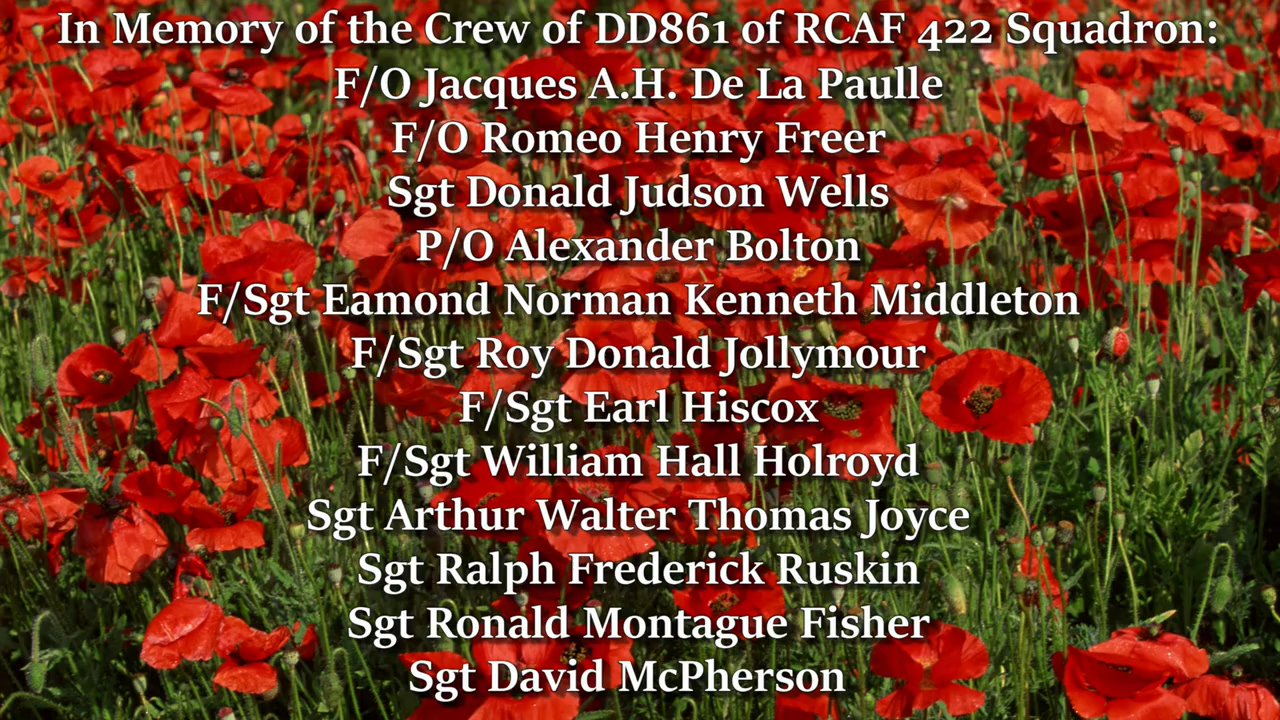 In Memory of the Crew of DD861 of RCAF 422 Squadron:
F/O Jacques A.H. De La Paulle
F/O Romeo Henry Freer
Sgt Donald Judson Wells
P/O Alexander Bolton
F/Sgt Eamond Norman Kenneth Middleton
F/Sgt Roy Donald Jollymour
F/Sgt Earl Hiscox
F/Sgt William Hall Holroyd
Sgt Arthur Walter Thomas Joyce
Sgt Ralph Frederick Ruskin
Sgt Ronald Montague Fisher
Sgt David McPherson